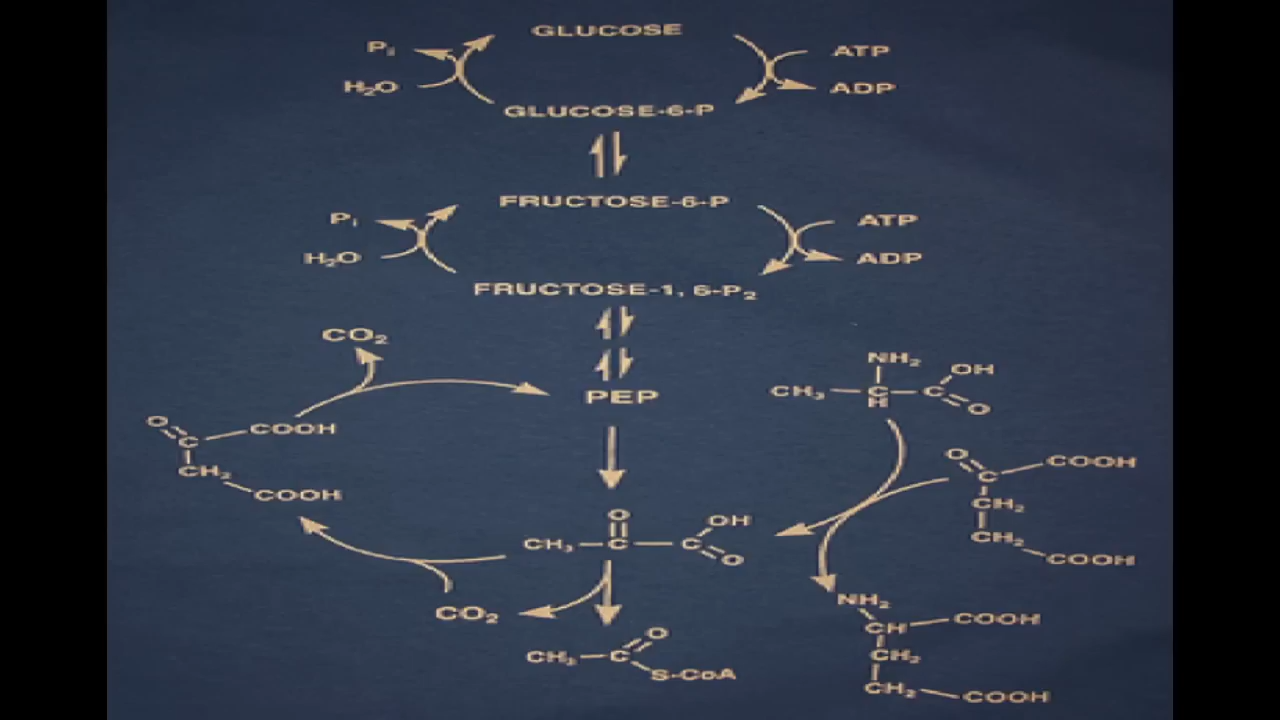 GLUCOSE
Pi
ATP
H₂O
ADP
GLUCOSE-6-P
FRUCTOSE-6-P
Pi
ATP
H₂O
ADP
FRUCTOSE-1, 6-P₂
CO₂
PEP
NH₂
OH
CH₃ C C
H
O
O
C COOH
CH₂
COOH
O
C COOH
CH₂
CH₂
COOH
O
OH
CH₃ C C
O
CO₂
O
CH₃ C
S-CoA
NH₂
CH COOH
CH₂
CH₂ COOH